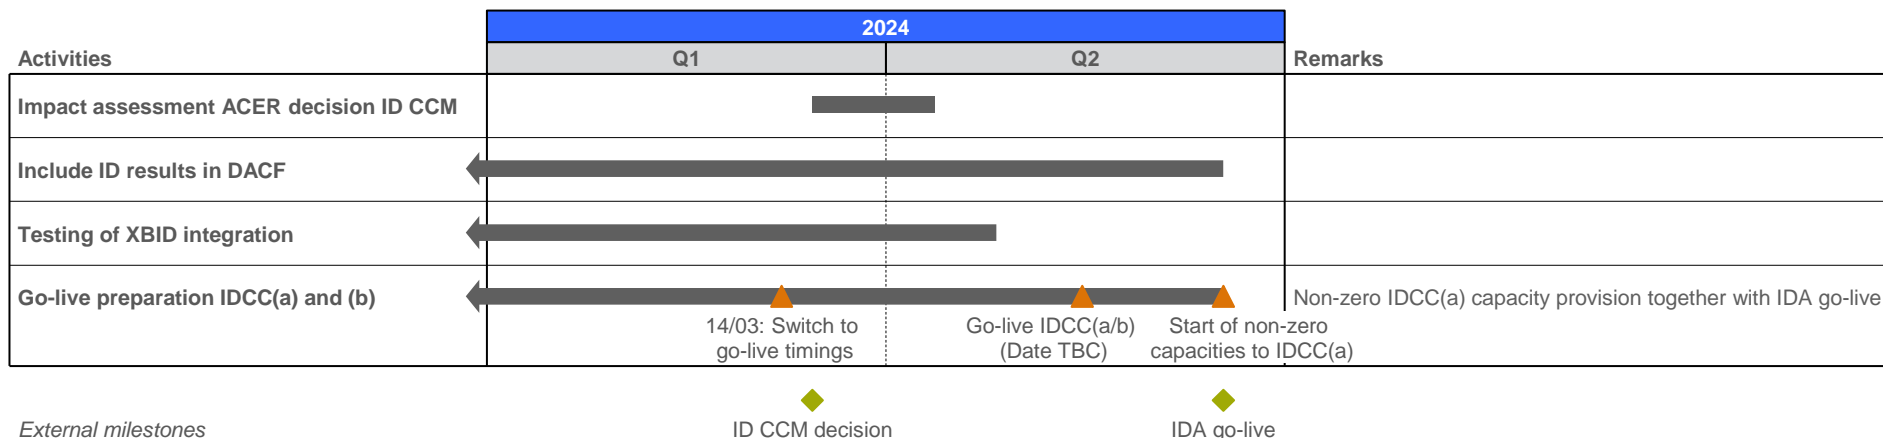 2024
Activities
Q1
Q2
Remarks
Impact assessment ACER decision ID CCM
Include ID results in DACF
Testing of XBID integration
Go-live preparation IDCC(a) and (b)
Non-zero IDCC(a) capacity provision together with IDA go-live
14/03: Switch to
go-live timings
Go-live IDCC(a/b)
(Date TBC)
Start of non-zero
capacities to IDCC(a)
External milestones
ID CCM decision
IDA go-live